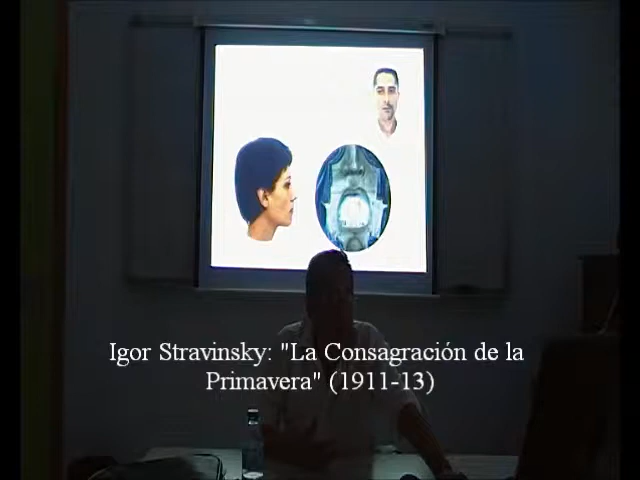 Igor Stravinsky: "La Consagración de la
Primavera" (1911-13)